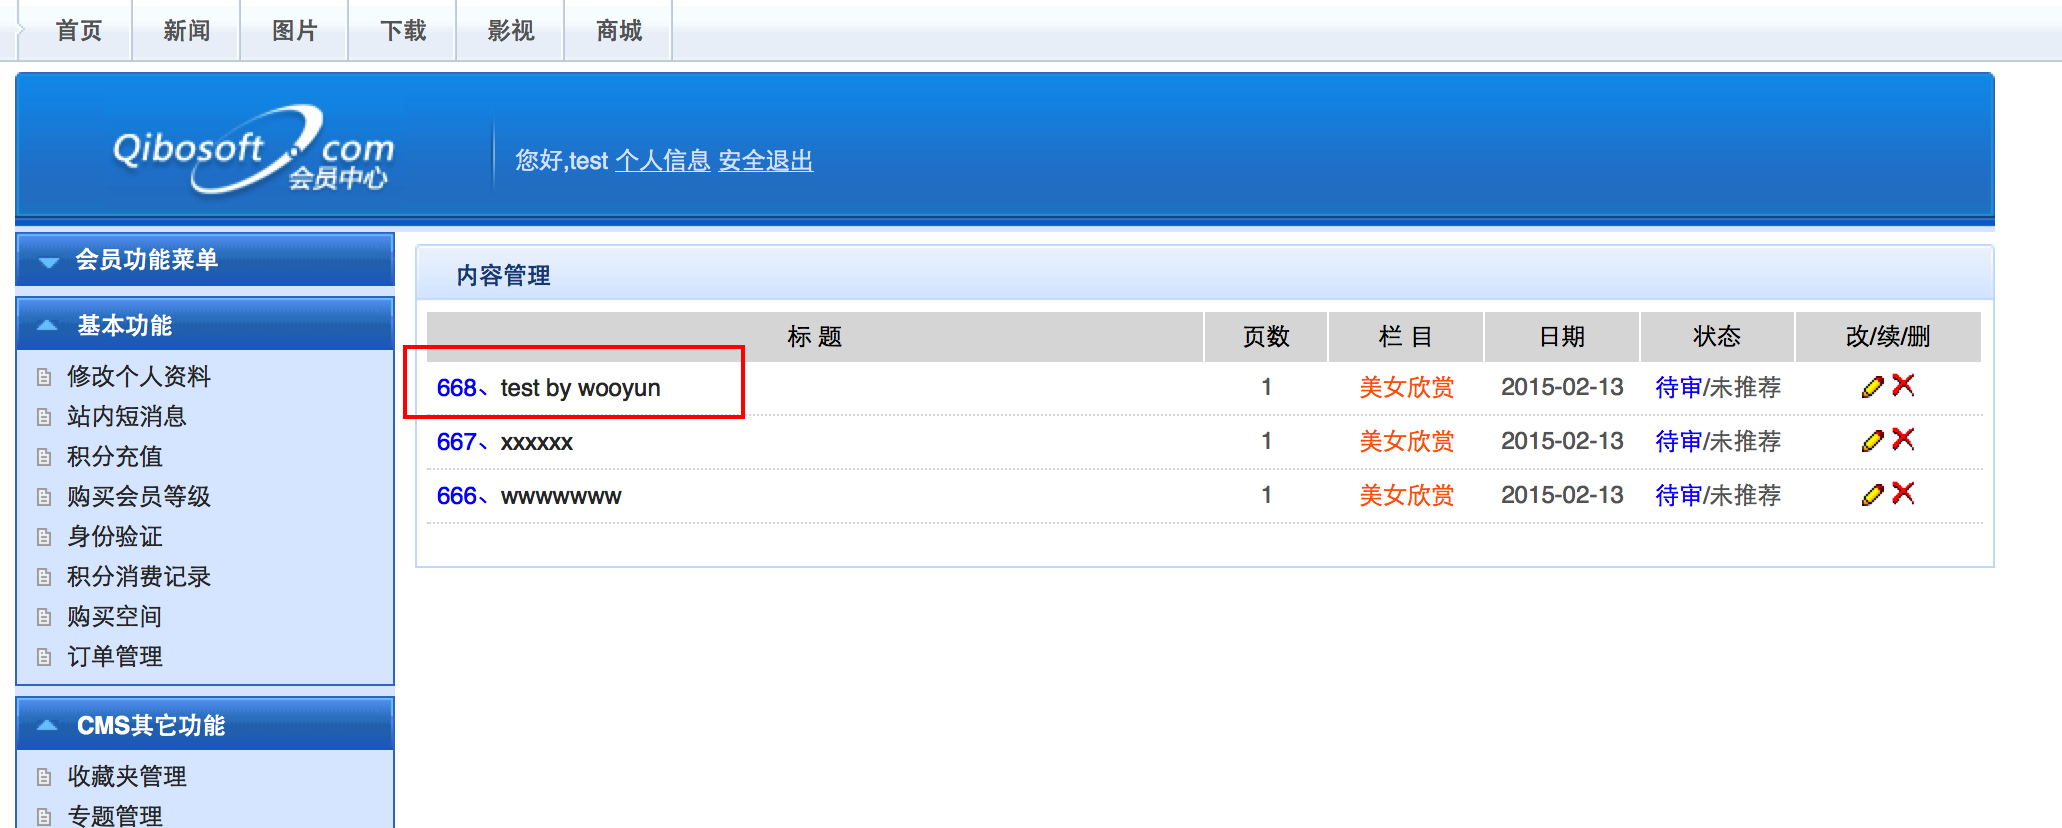 首页 新闻 图片 下载 影视 商城
Qibosoft.com
会员中心
您好,test 个人信息 安全退出
会员功能菜单
基本功能
修改个人资料
站内短消息
积分充值
购买会员等级
身份验证
积分消费记录
购买空间
订单管理
CMS其它功能
收藏夹管理
专题管理
内容管理
标 题 页数 栏 目 日期 状态 改/续/删
668、test by wooyun 1 美女欣赏 2015-02-13 待审/未推荐
667、xxxxxx 1 美女欣赏 2015-02-13 待审/未推荐
666、wwwwwww 1 美女欣赏 2015-02-13 待审/未推荐